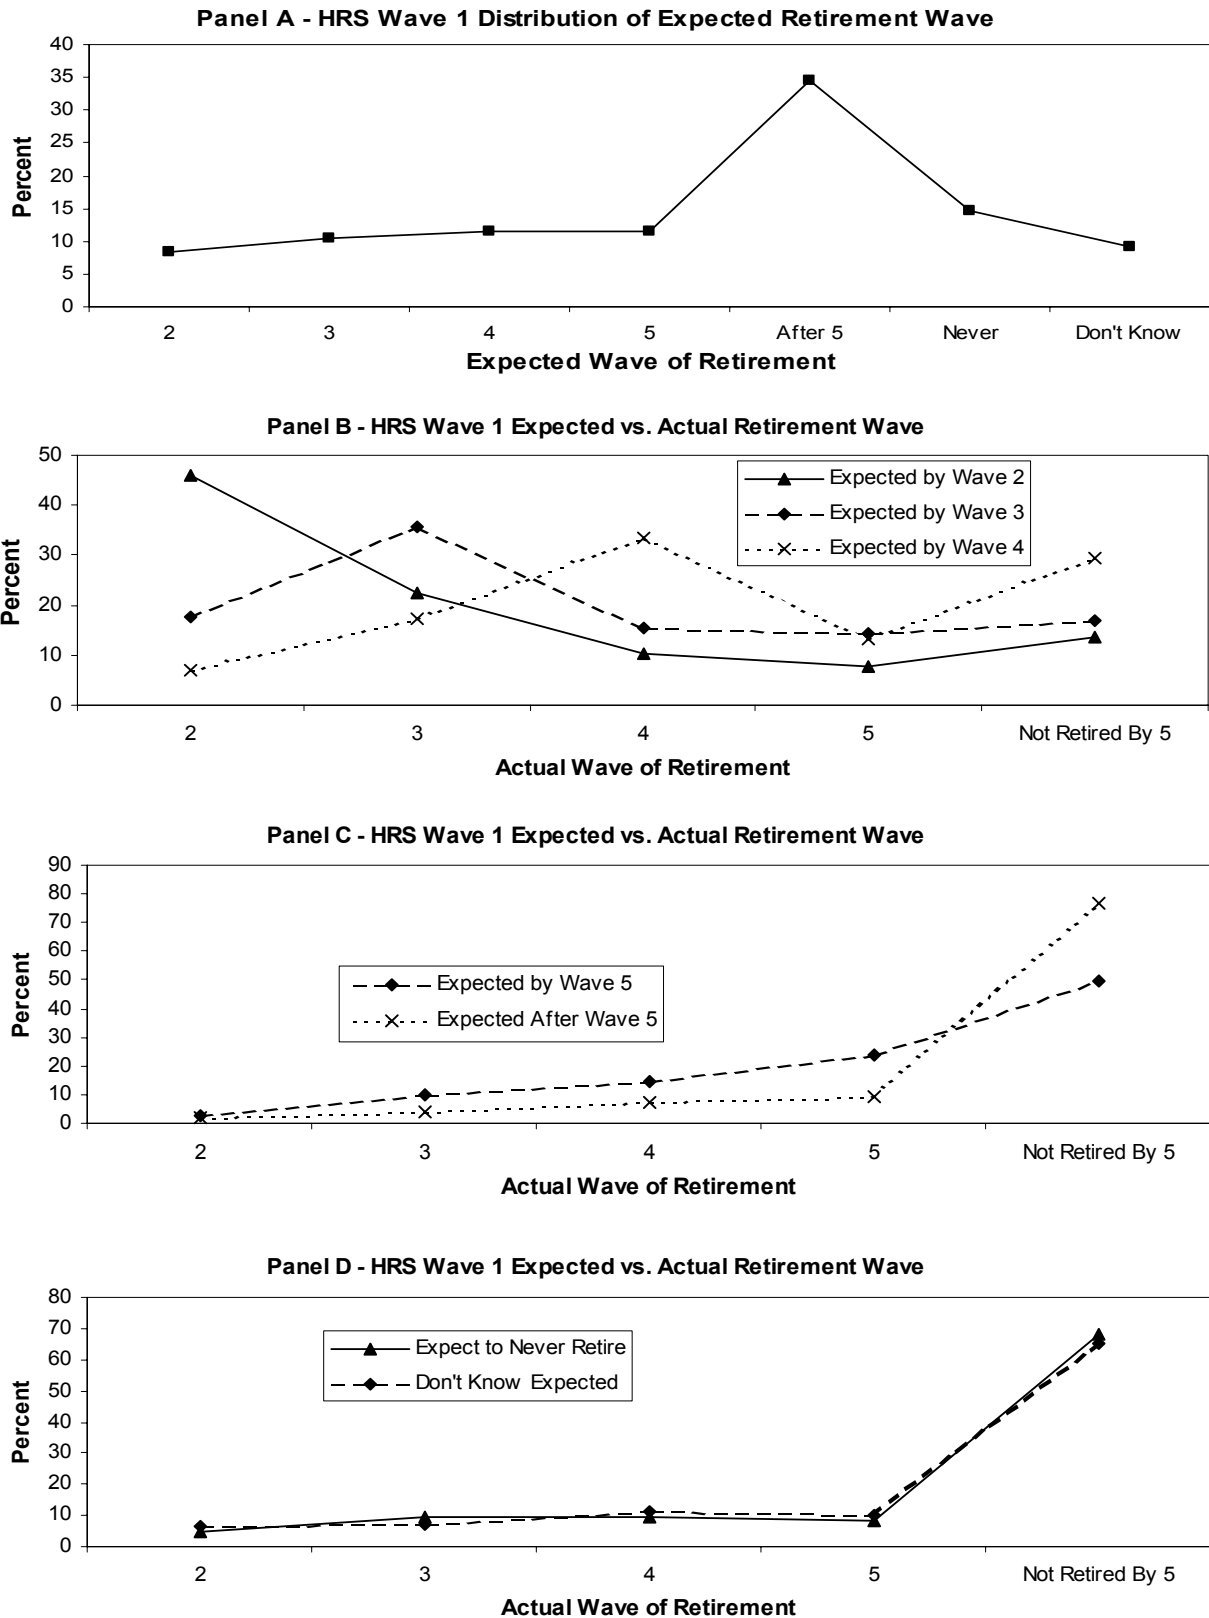 Panel A - HRS Wave 1 Distribution of Expected Retirement Wave
40
35
30
25
20
15
10
5
0
Percent
2 3 4 5 After 5 Never Don't Know
Expected Wave of Retirement
Panel B - HRS Wave 1 Expected vs. Actual Retirement Wave
50
40
30
20
10
0
Percent
Expected by Wave 2
Expected by Wave 3
Expected by Wave 4
2 3 4 5 Not Retired By 5
Actual Wave of Retirement
Panel C - HRS Wave 1 Expected vs. Actual Retirement Wave
90
80
70
60
50
40
30
20
10
0
Percent
Expected by Wave 5
Expected After Wave 5
2 3 4 5 Not Retired By 5
Actual Wave of Retirement
Panel D - HRS Wave 1 Expected vs. Actual Retirement Wave
80
70
60
50
40
30
20
10
0
Percent
Expect to Never Retire
Don't Know Expected
2 3 4 5 Not Retired By 5
Actual Wave of Retirement